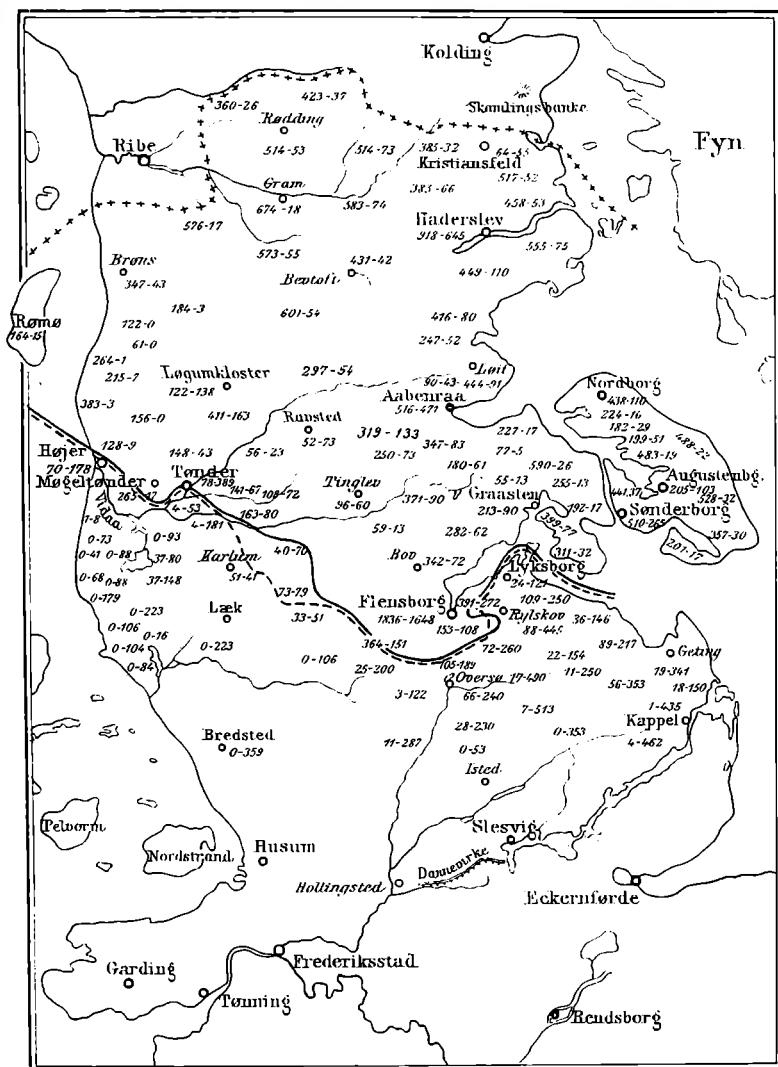 Kolding
423-37
360-26
Skamlingsbanke
Rødding
514-53
514-73
385-32
64-55
Fyn
Ribe
Kristiansfeld
517-52
Gram
674-18
583-74
385-66
458-53
576-17
Haderslev
918-645
555-75
573-55
Brøns
347-43
Bevtoft
431-42
449-110
184-3
601-54
416-80
Rømø
164-15
122-0
61-0
247-52
264-1
215-7
Løgumkloster
122-138
297-54
Løit
90-43
444-91
Nordborg
438-110
383-3
156-0
411-163
Aabenraa
516-471
224-16
182-29
Ravsted
52-73
319-133
227-17
199-51
488-22
128-9
148-43
56-23
250-73
347-83
77-5
483-19
Højer
70-178
180-61
590-26
Møgeltønder
Tønder
78-389
Tinglev
96-60
55-13
255-13
Augustenbg.
205-103
141-67
108-72
371-90
Graasten
213-90
192-17
441-37
528-22
Vidaa
4-53
163-80
Sønderborg
510-265
1-8
4-181
59-13
282-62
399-77
357-30
0-73
0-93
0-41
0-88
37-80
40-70
311-32
201-17
Karlum
51-41
Bov
342-72
Lyksborg
24-121
0-68
0-88
37-148
0-179
73-79
109-250
0-223
Læk
33-51
Flensborg
1836-1648
391-272
Rylskov
36-146
0-106
0-16
153-108
88-445
0-104
0-223
364-151
72-260
89-217
Gelting
0-84
0-106
25-200
105-189
22-154
19-341
Oversø
17-490
11-250
56-353
18-150
3-122
66-240
1-435
7-513
Kappel
Bredsted
0-359
28-230
0-353
4-462
11-287
0-53
Isted
Pelvorm
Slesvig
Nordstrand
Husum
Dannevirke
Hollingsted
Eckernførde
Frederiksstad
Garding
Tønning
Rendsborg